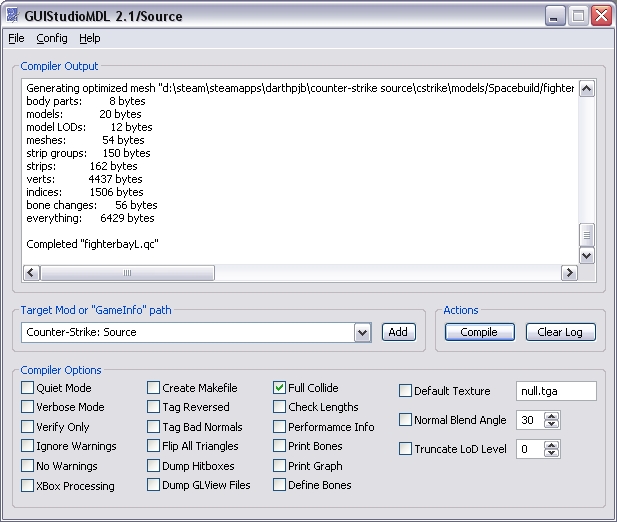 GUIStudioMDL 2.1/Source
File Config Help
Compiler Output
Generating optimized mesh "d:\steam\steamapps\darthpjb\counter-strike source\cstrike\models/Spacebuild/fighter
body parts: 8 bytes
models: 20 bytes
model LODs: 12 bytes
meshes: 54 bytes
strip groups: 150 bytes
strips: 162 bytes
verts: 4437 bytes
indices: 1506 bytes
bone changes: 56 bytes
everything: 6429 bytes
Completed "fighterbayL.qc"
Target Mod or "GameInfo" path
Counter-Strike: Source
Add
Actions
Compile Clear Log
Compiler Options
Quiet Mode Create Makefile Full Collide Default Texture null.tga
Verbose Mode Tag Reversed Check Lengths
Verify Only Tag Bad Normals Performamce Info Normal Blend Angle 30
Ignore Warnings Flip All Triangles Print Bones Truncate LoD Level 0
No Warnings Dump Hitboxes Print Graph
XBox Processing Dump GLView Files Define Bones